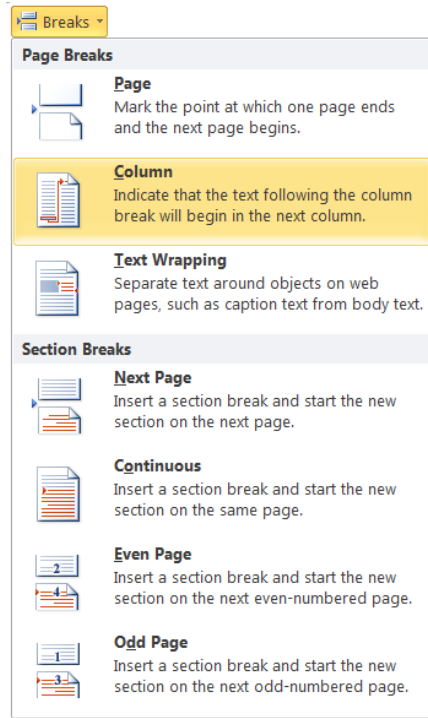 Breaks
Page Breaks
Page
Mark the point at which one page ends
and the next page begins.
Column
Indicate that the text following the column
break will begin in the next column.
Text Wrapping
Separate text around objects on web
pages, such as caption text from body text.
Section Breaks
Next Page
Insert a section break and start the new
section on the next page.
Continuous
Insert a section break and start the new
section on the same page.
Even Page
2
4
Insert a section break and start the new
section on the next even-numbered page.
Odd Page
1
3
Insert a section break and start the new
section on the next odd-numbered page.